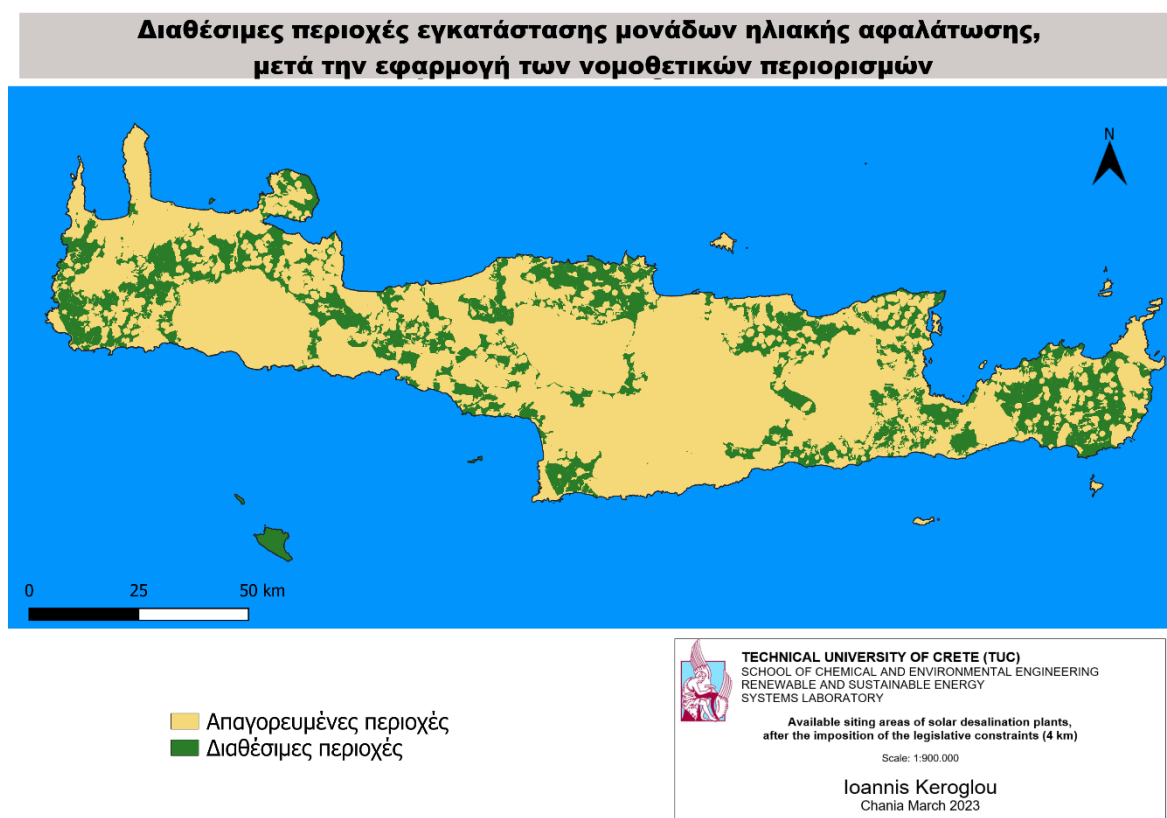 Διαθέσιμες περιοχές εγκατάστασης μονάδων ηλιακής αφαλάτωσης,
μετά την εφαρμογή των νομοθετικών περιορισμών
N
0 25 50 km
Απαγορευμένες περιοχές
Διαθέσιμες περιοχές
TECHNICAL UNIVERSITY OF CRETE (TUC)
SCHOOL OF CHEMICAL AND ENVIRONMENTAL ENGINEERING
RENEWABLE AND SUSTAINABLE ENERGY
SYSTEMS LABORATORY
Available siting areas of solar desalination plants,
after the imposition of the legislative constraints (4 km)
Scale: 1:900.000
Ioannis Keroglou
Chania March 2023